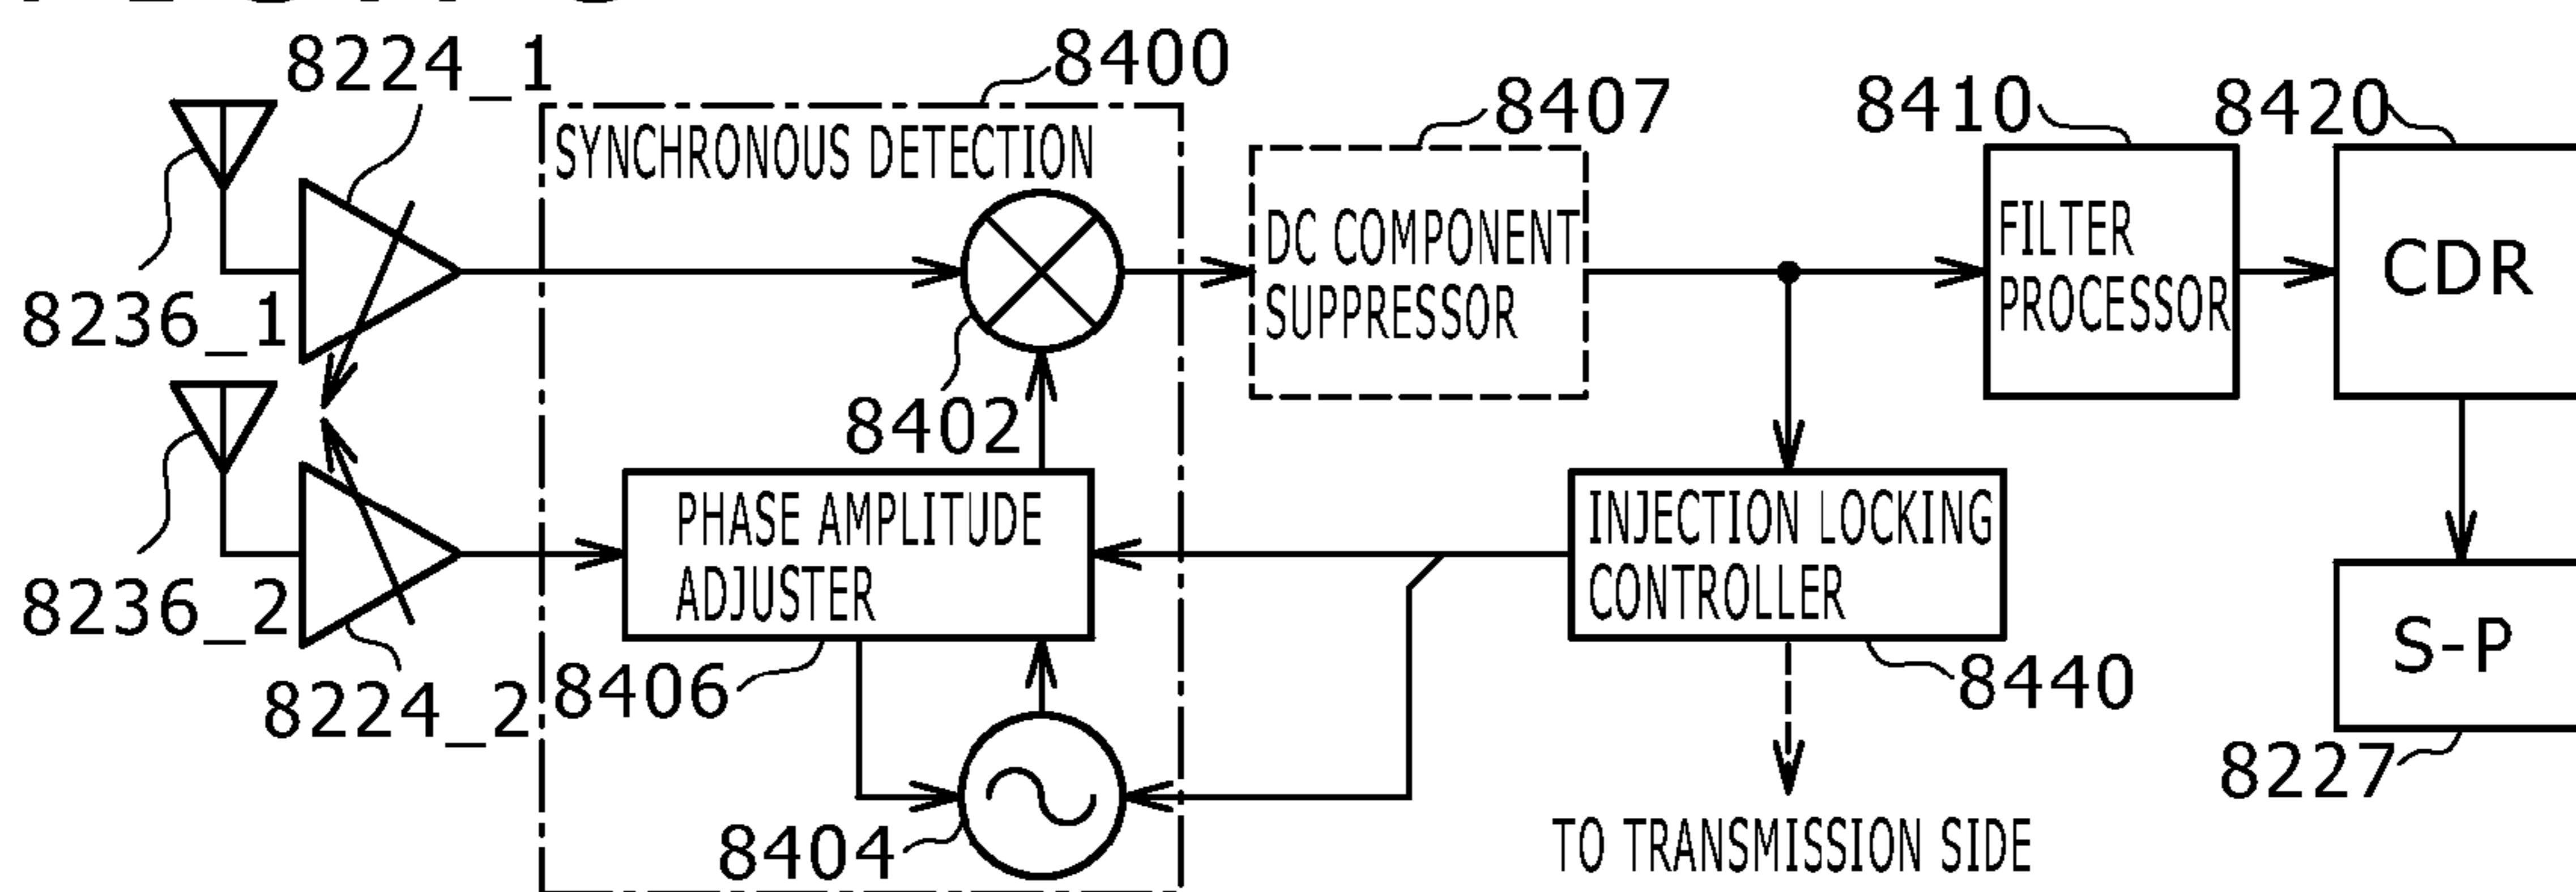 8224_1
8400
8407
8410
8420
SYNCHRONOUS DETECTION
DC COMPONENT
SUPPRESSOR
FILTER
PROCESSOR
CDR
8236_1
8402
PHASE AMPLITUDE
ADJUSTER
INJECTION LOCKING
CONTROLLER
8236_2
8224_2
8406
8440
S-P
8227
8404
TO TRANSMISSION SIDE